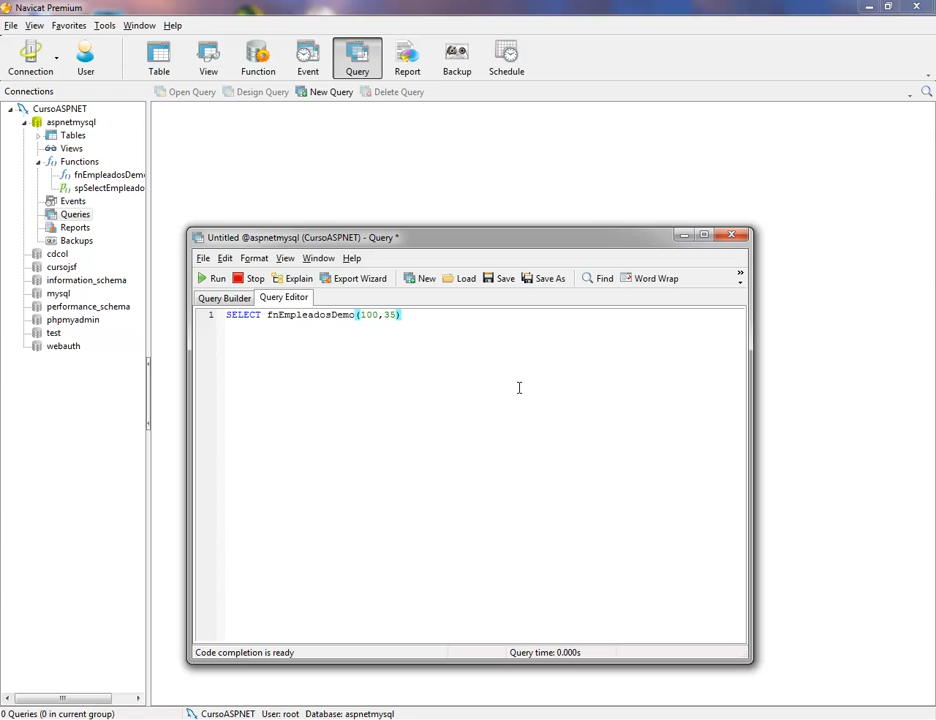 Navicat Premium
File View Favorites Tools Window Help
Connection User Table View Function Event Query Report Backup Schedule
Connections
Open Query Design Query New Query Delete Query
CursoASPNET
aspnetmysql
Tables
Views
Functions
fnEmpleadosDemo
spSelectEmpleado
Events
Queries
Reports
Backups
cdcol
cursojsf
information_schema
mysql
performance_schema
phpmyadmin
test
webauth
Untitled @aspnetmysql (CursoASPNET) - Query *
File Edit Format View Window Help
Run Stop Explain Export Wizard New Load Save Save As Find Word Wrap »
Query Builder Query Editor
1 SELECT fnEmpleadosDemo(100,35)
Code completion is ready Query time: 0.000s
0 Queries (0 in current group) CursoASPNET User: root Database: aspnetmysql